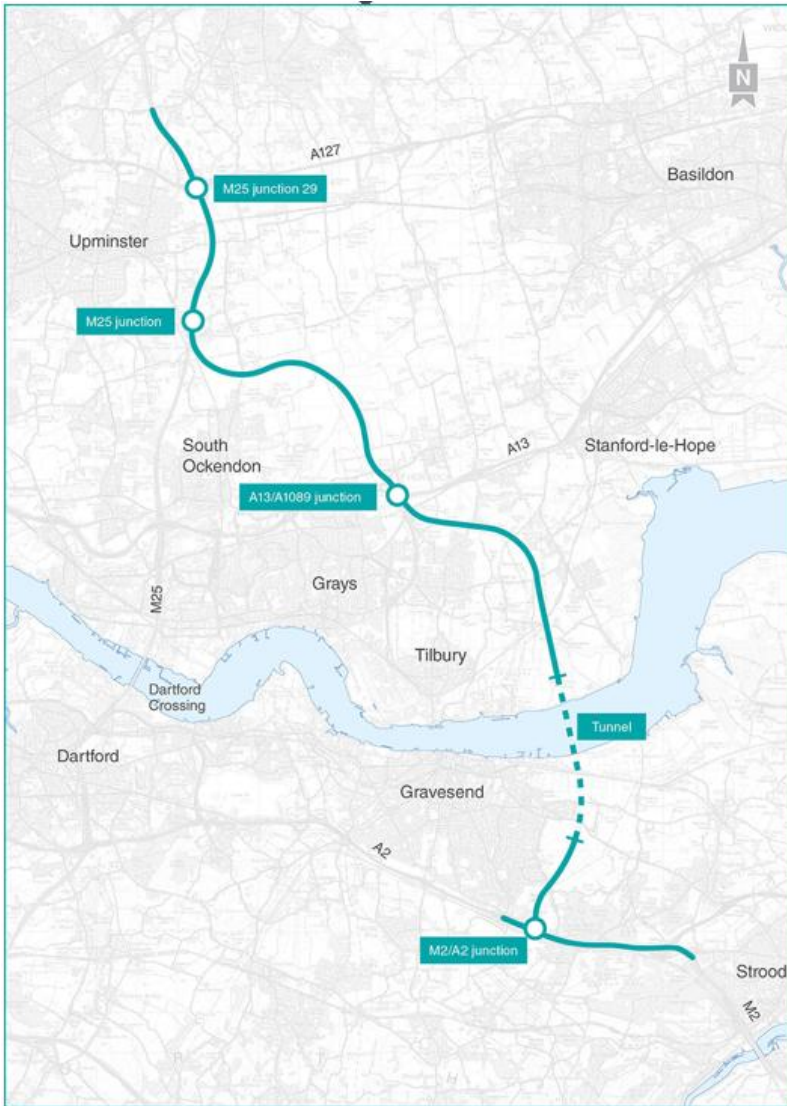 N
A127
Basildon
M25 junction 29
Upminster
M25 junction
South
Ockendon
A13
Stanford-le-Hope
A13/A1089 junction
M25
Grays
Tilbury
Dartford
Crossing
Tunnel
Dartford
Gravesend
A2
M2/A2 junction
Strood
M2